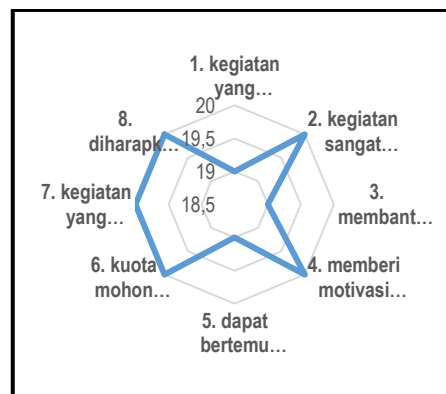 1. kegiatan
yang...
20
19,5
19
18,5
2. kegiatan
sangat...
3.
membant...
4. memberi
motivasi...
5. dapat
bertemu...
6. kuota
mohon...
7. kegiatan
yang...
8.
diharapk...